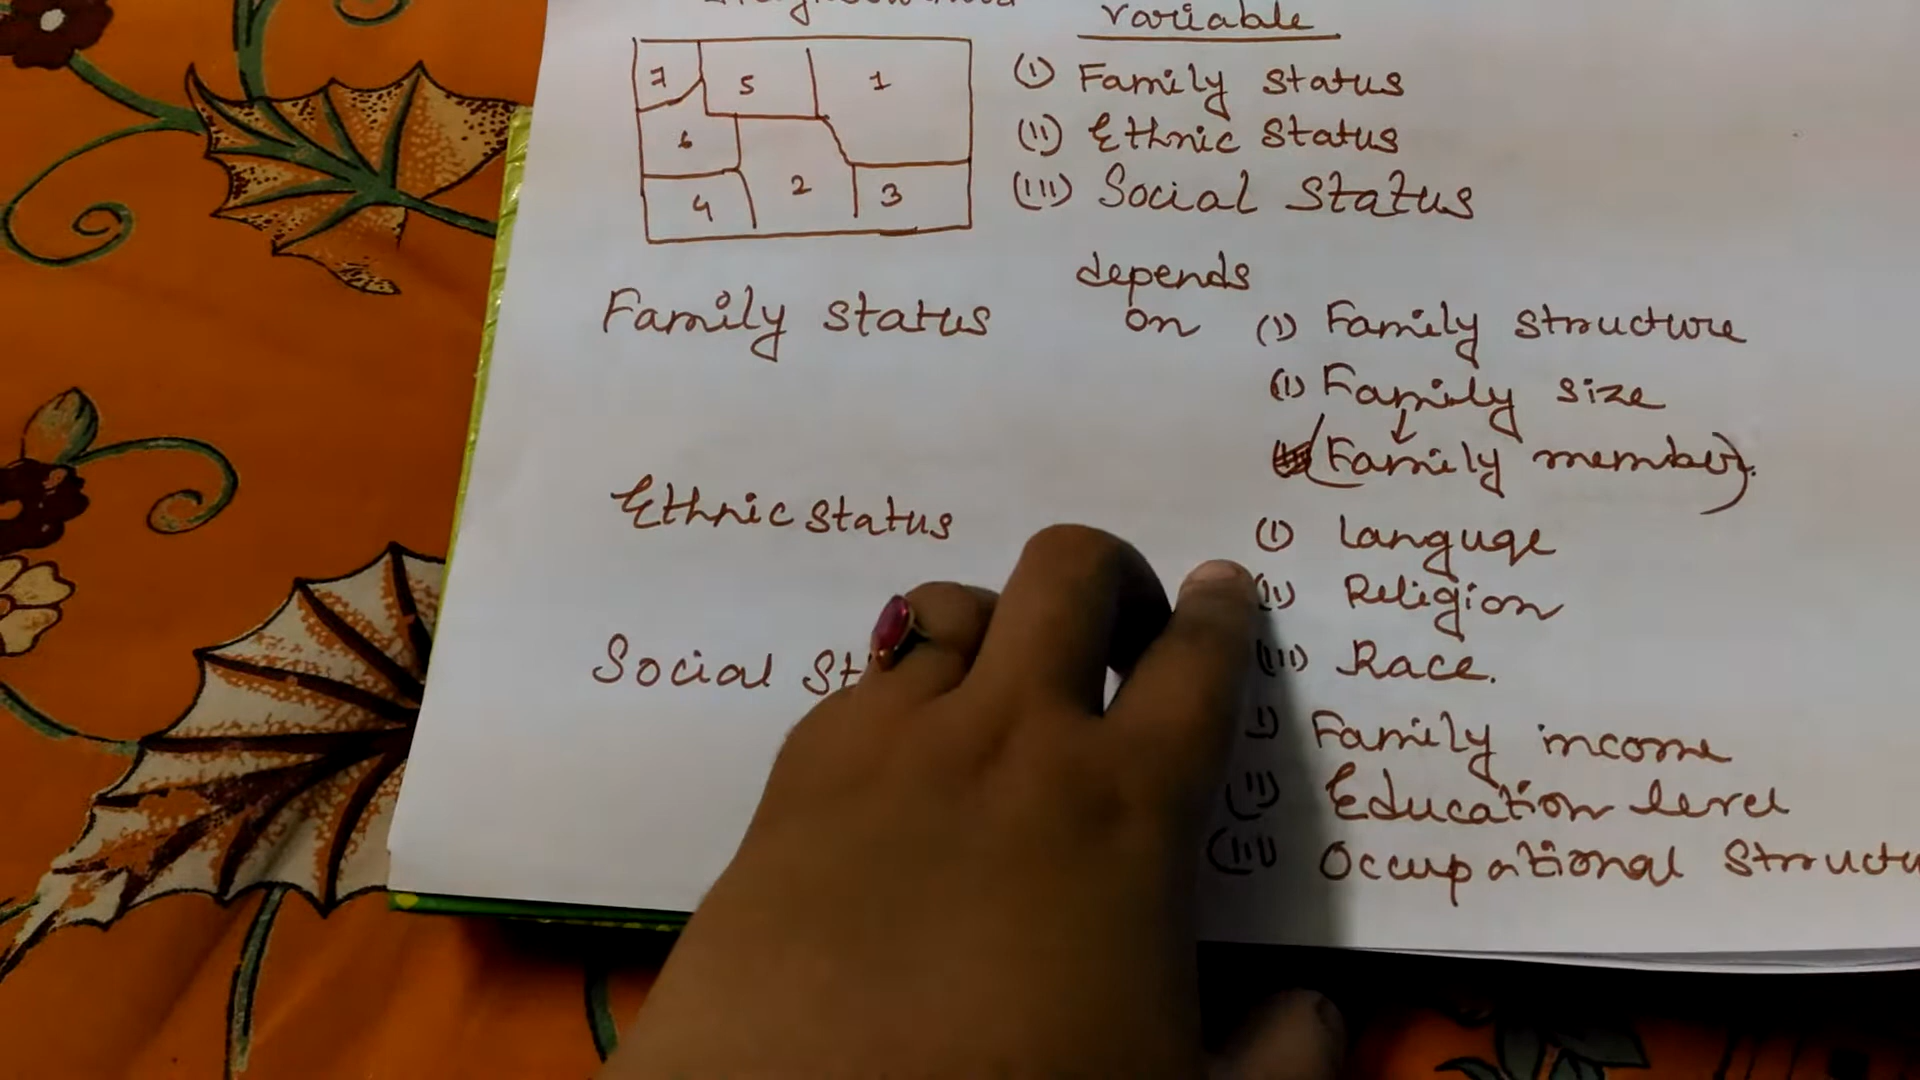 variable
7 5 1
6
4 2 3
(I) Family status
(II) Ethnic status
(III) Social status
Family status
depends
on
(I) Family structure
(I) Family size
↓
(Family member).
Ethnic status
(I) languge
(II) Religion
(III) Race.
Social St
I) Family income
(II) Education level
(III) Occupational Structu